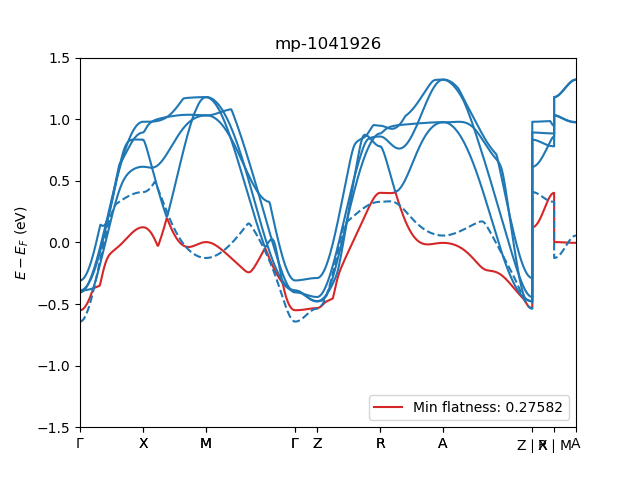 mp-1041926
1.5
1.0
0.5
0.0
−0.5
−1.0
−1.5
E − E_F (eV)
Min flatness: 0.27582
Γ X M Γ Z R A Z | R X | M A